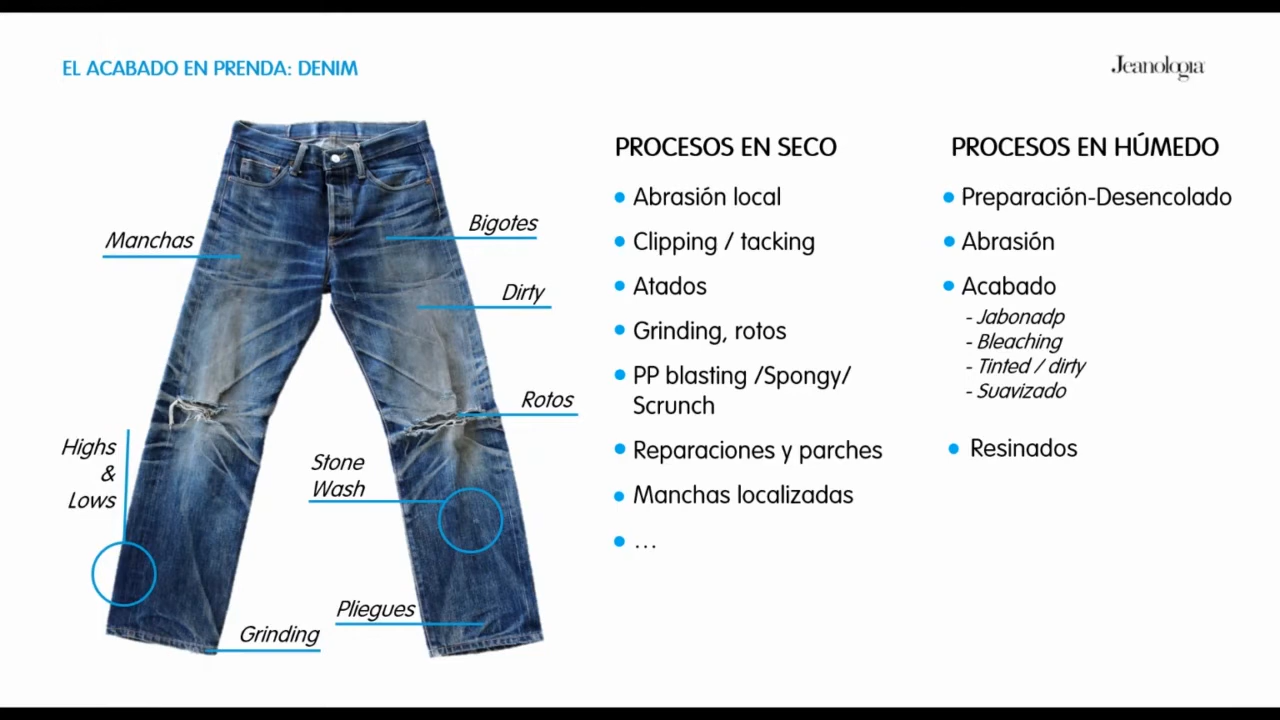 EL ACABADO EN PRENDA: DENIM
Jeanologia
Manchas
Bigotes
Dirty
Rotos
Highs
&
Lows
Stone
Wash
Pliegues
Grinding
PROCESOS EN SECO
Abrasión local
Clipping / tacking
Atados
Grinding, rotos
PP blasting /Spongy/
Scrunch
Reparaciones y parches
Manchas localizadas
...
PROCESOS EN HÚMEDO
Preparación-Desencolado
Abrasión
Acabado
- Jabonadp
- Bleaching
- Tinted / dirty
- Suavizado
Resinados